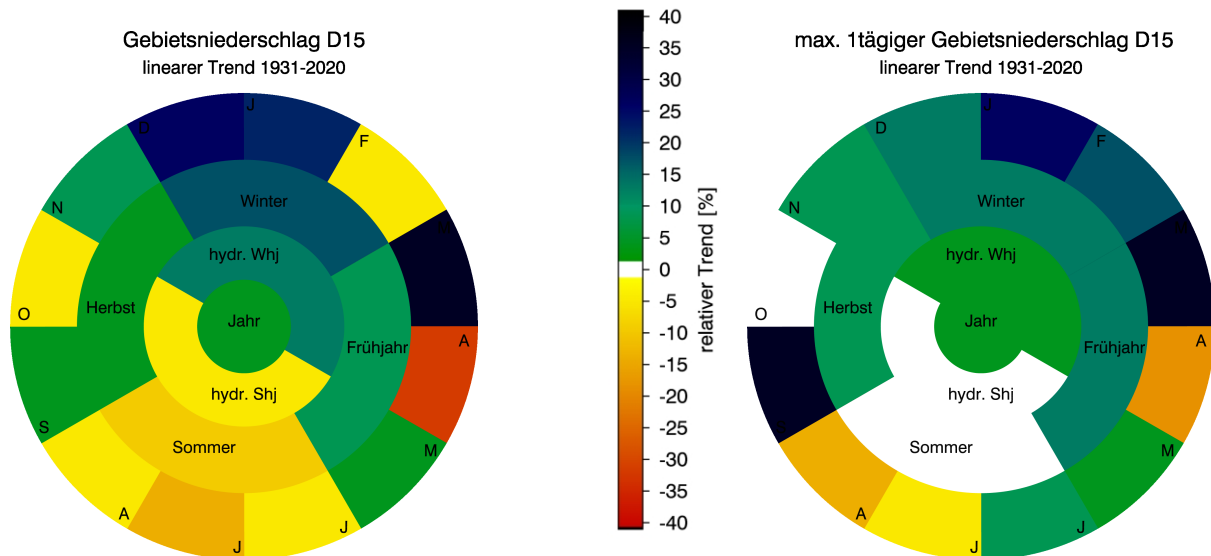 Gebietsniederschlag D15
linearer Trend 1931-2020
D
J
F
N
Winter
M
hydr. Whj
O
Herbst
Jahr
Frühjahr
A
hydr. Shj
S
Sommer
M
A
J
J
40
35
30
25
20
15
10
5
0
-5
-10
-15
-20
-25
-30
-35
-40
relativer Trend [%]
max. 1tägiger Gebietsniederschlag D15
linearer Trend 1931-2020
D
J
F
N
Winter
M
hydr. Whj
O
Herbst
Jahr
Frühjahr
A
hydr. Shj
S
Sommer
M
A
J
J